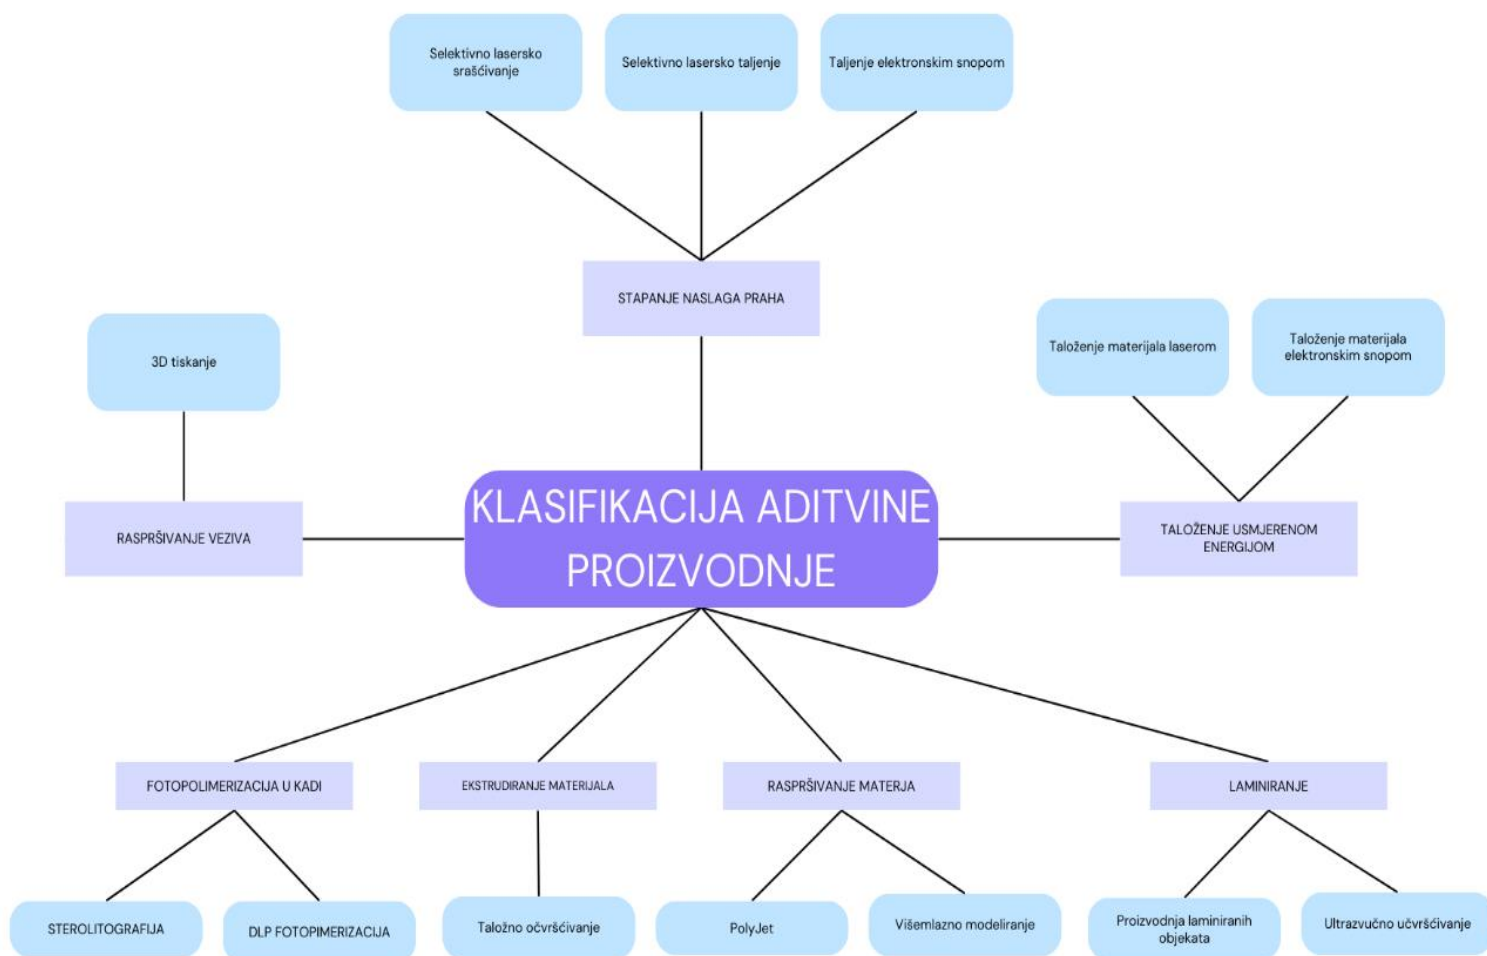 Selektivno lasersko
srašćivanje
Selektivno lasersko taljenje
Taljenje elektronskim snopom
STAPANJE NASLAGA PRAHA
3D tiskanje
Taloženje materijala laserom
Taloženje materijala
elektronskim snopom
RASPRŠIVANJE VEZIVA
KLASIFIKACIJA ADITVINE
PROIZVODNJE
TALOŽENJE USMJERENOM
ENERGIJOM
FOTOPOLIMERIZACIJA U KADI
EKSTRUDIRANJE MATERIJALA
RASPRŠIVANJE MATERJA
LAMINIRANJE
STEROLITOGRAFIJA
DLP FOTOPIMERIZACIJA
Taložno očvršćivanje
PolyJet
Višemlazno modeliranje
Proizvodnja laminiranih
objekata
Ultrazvučno učvršćivanje